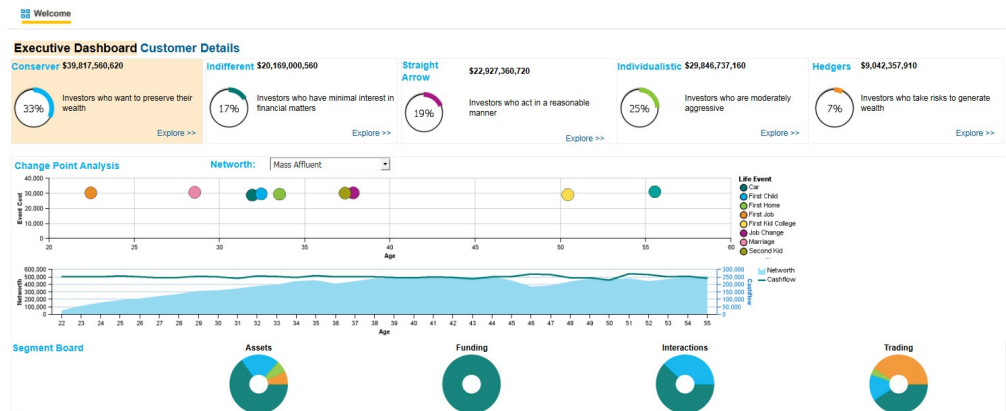 Welcome
Executive Dashboard Customer Details
Conserver $39,817,560,620
33%
Investors who want to preserve their
wealth
Explore >>
Indifferent $20,169,000,560
17%
Investors who have minimal interest in
financial matters
Explore >>
Straight
Arrow
$22,927,360,720
19%
Investors who act in a reasonable
manner
Explore >>
Individualistic $29,846,737,160
25%
Investors who are moderately
aggressive
Explore >>
Hedgers $9,042,357,910
7%
Investors who take risks to generate
wealth
Explore >>
Change Point Analysis
Networth: Mass Affluent
Event Cost
40,000
30,000
20,000
10,000
0
20 25 30 35 40 45 50 55 60
Age
Life Event
Car
First Child
First Home
First Job
First Kid College
Job Change
Marriage
Second Kid
Networth
600,000
500,000
400,000
300,000
200,000
100,000
0
22 23 24 25 26 27 28 29 30 31 32 33 34 35 36 37 38 39 40 41 42 43 44 45 46 47 48 49 50 51 52 53 54 55
Age
300,000
250,000
200,000
150,000
100,000
50,000
0
Cashflow
Networth
Cashflow
Segment Board
Assets
Funding
Interactions
Trading